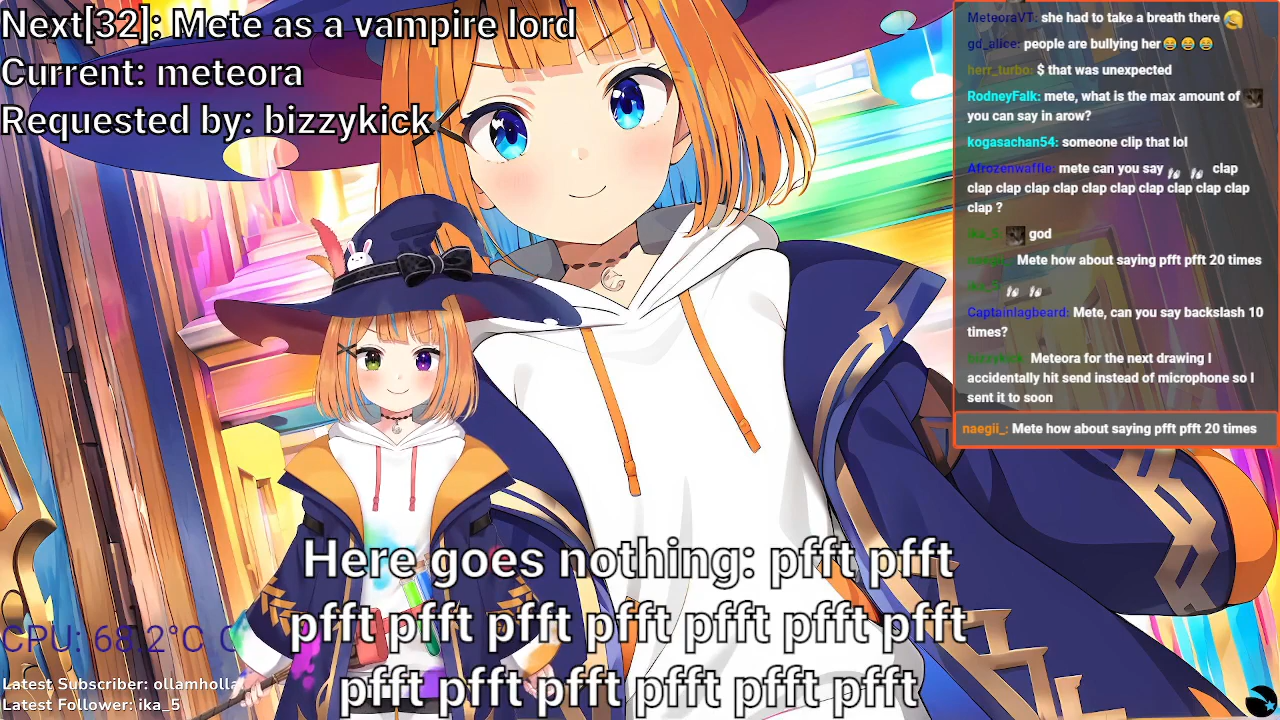 Next[32]: Mete as a vampire lord
Current: meteora
Requested by: bizzykick
MeteoraVT: she had to take a breath there
gd_alice: people are bullying her😂😂😂
herr_turbo: $ that was unexpected
RodneyFalk: mete, what is the max amount of
you can say in arow?
kogasachan54: someone clip that lol
Afrozenwaffle: mete can you say clap
clap clap clap clap clap clap clap clap clap clap
clap ?
ika_5: god
Mete how about saying pfft pfft 20 times
ika_5:
Captainlagbeard: Mete, can you say backslash 10
times?
bizzykick: Meteora for the next drawing I
accidentally hit send instead of microphone so I
sent it to soon
naegii_: Mete how about saying pfft pfft 20 times
Here goes nothing: pfft pfft
pfft pfft pfft pfft pfft pfft pfft
pfft pfft pfft pfft pfft pfft
CPU: 68.2°C
Latest Subscriber: ollamholla
Latest Follower: ika_5